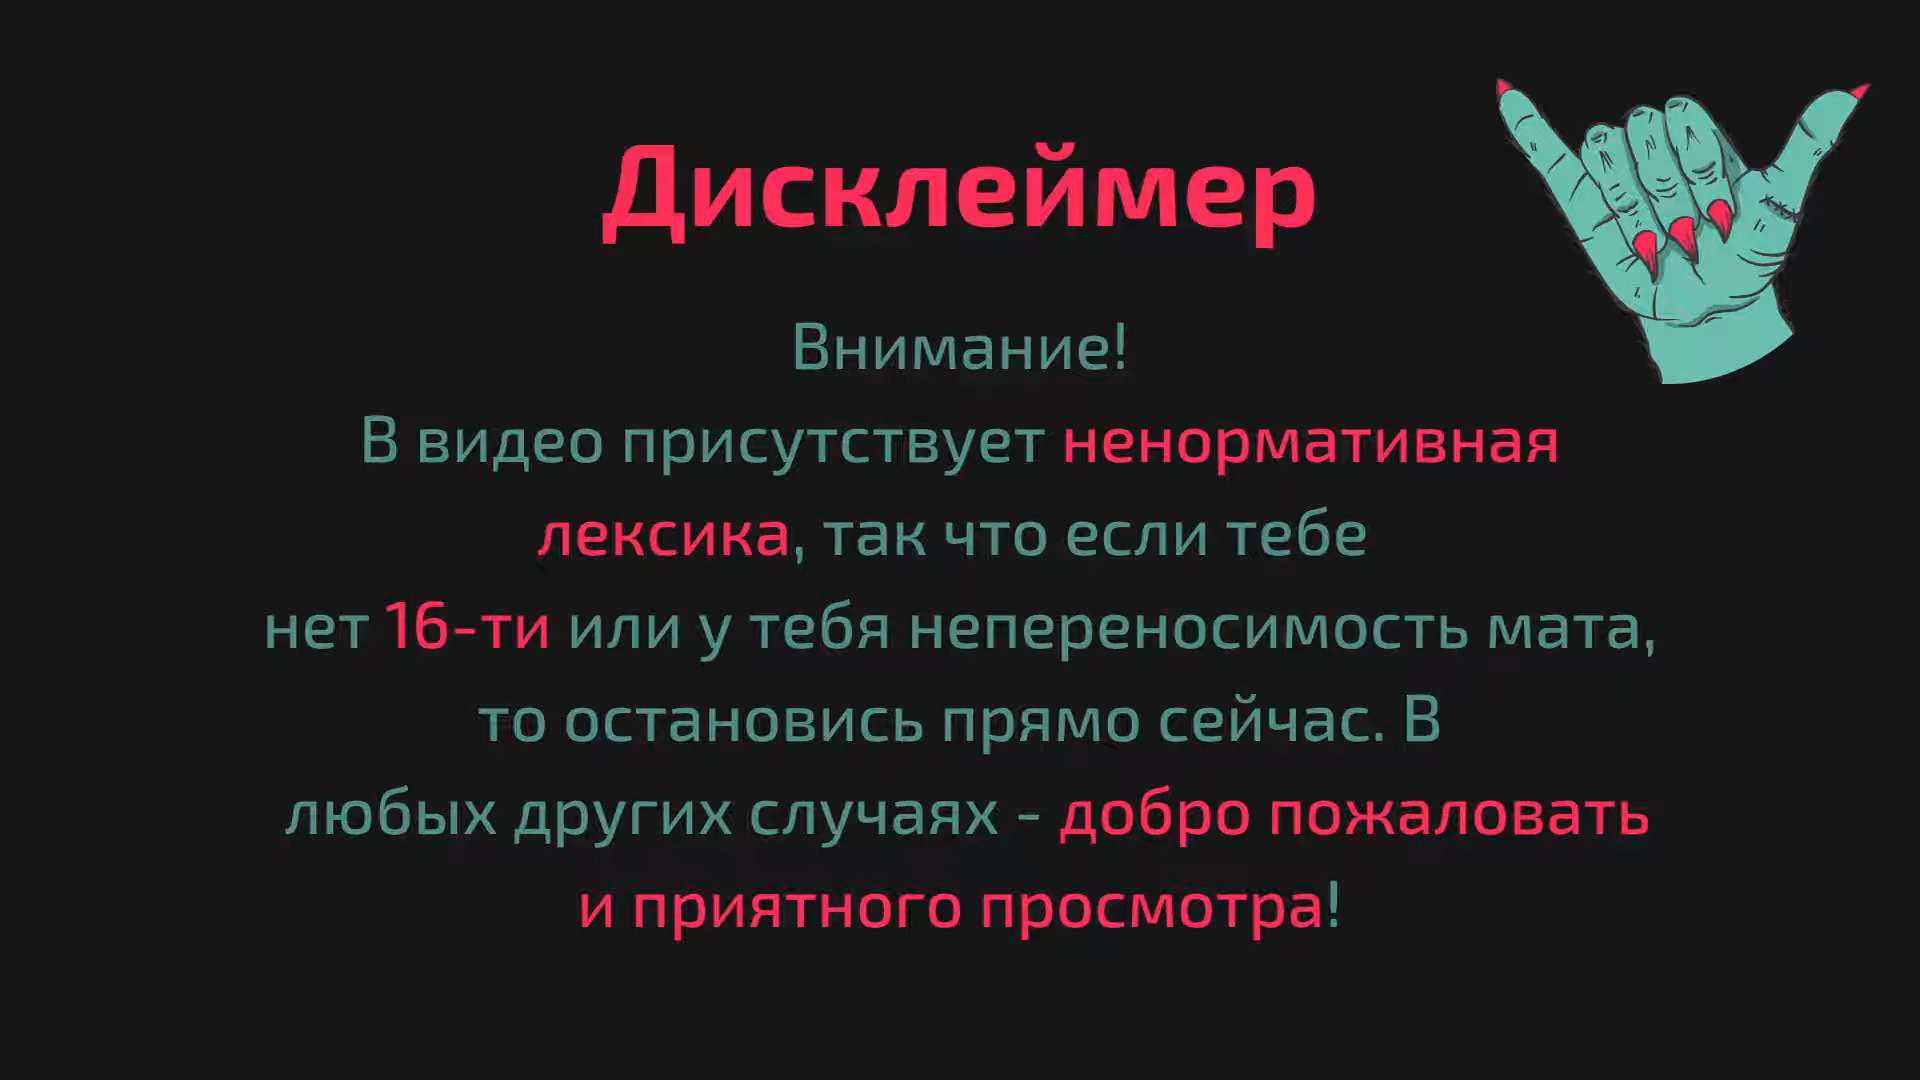 Дисклеймер
Внимание!
В видео присутствует ненормативная
лексика, так что если тебе
нет 16-ти или у тебя непереносимость мата,
то остановись прямо сейчас. В
любых других случаях - добро пожаловать
и приятного просмотра!